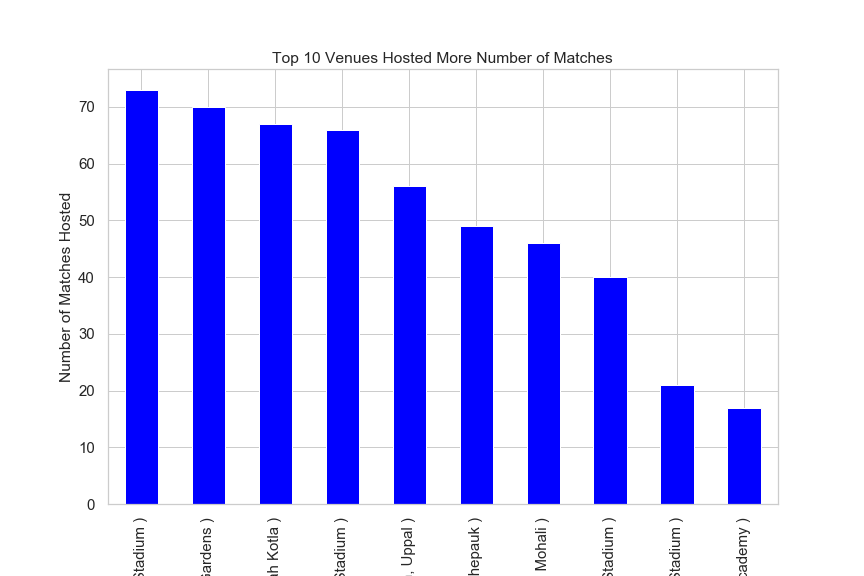 Top 10 Venues Hosted More Number of Matches
Number of Matches Hosted
70
60
50
40
30
20
10
0
Stadium )
Gardens )
ah Kotla )
Stadium )
, Uppal )
hepauk )
Mohali )
Stadium )
Stadium )
cademy )